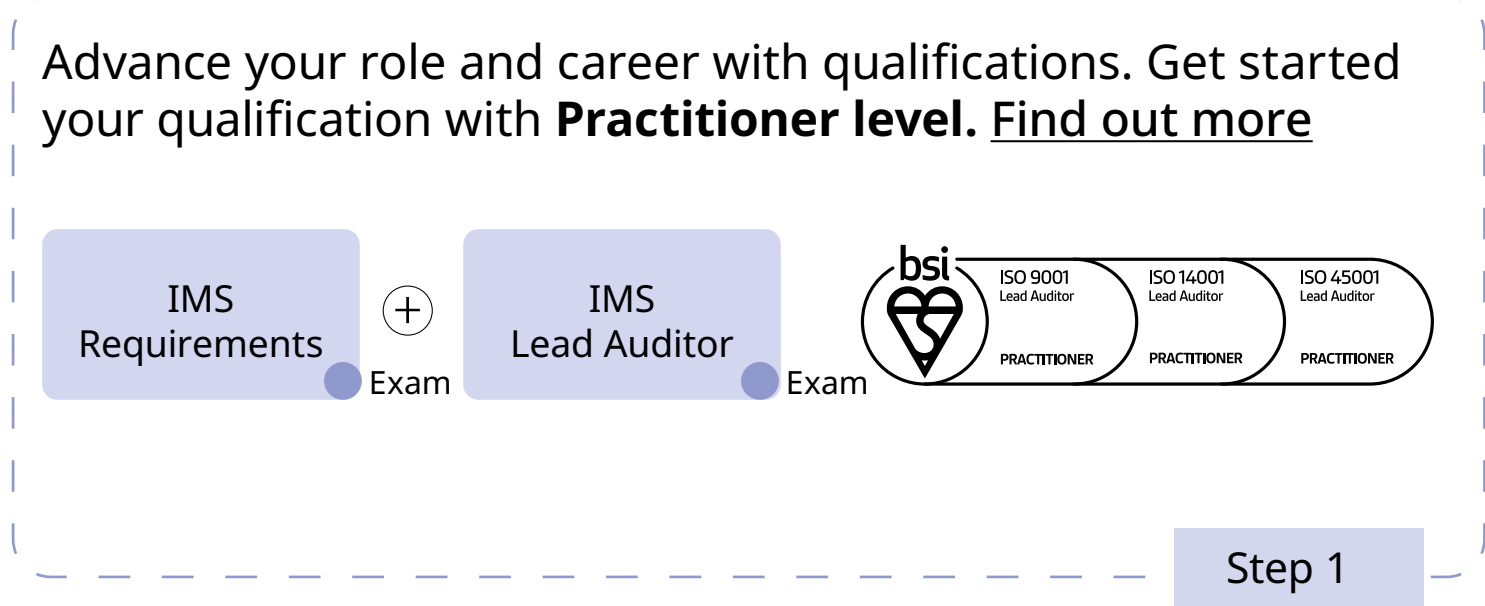 Advance your role and career with qualifications. Get started
your qualification with Practitioner level. Find out more
IMS
Requirements
Exam
IMS
Lead Auditor
Exam
bsi
ISO 9001
Lead Auditor
PRACTITIONER
ISO 14001
Lead Auditor
PRACTITIONER
ISO 45001
Lead Auditor
PRACTITIONER
Step 1